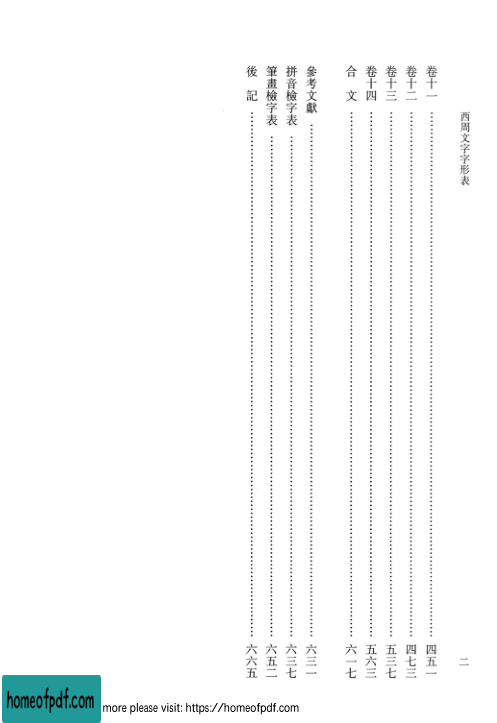 西周文字字形表
二
卷十一 四五一
卷十二 四七三
卷十三 五三七
卷十四 五六三
合文 六一七
參考文獻 六三一
拼音檢字表 六三七
筆畫檢字表 六五二
後記 六六五
homeofpdf.com
more please visit: https://homeofpdf.com